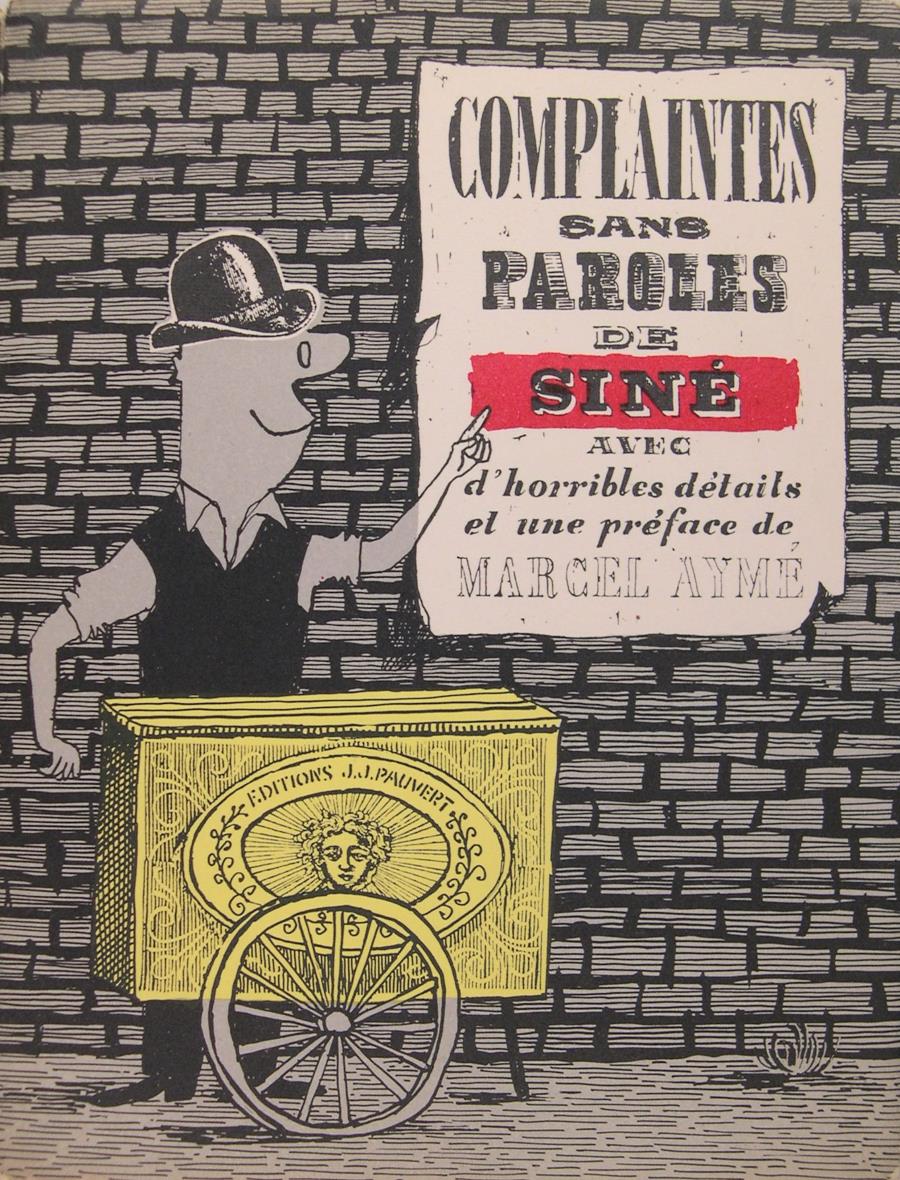 COMPLAINTES
SANS
PAROLES
DE
SINÉ
AVEC
d'horribles détails
et une préface de
MARCEL AYMÉ
EDITIONS J.J.PAUVERT